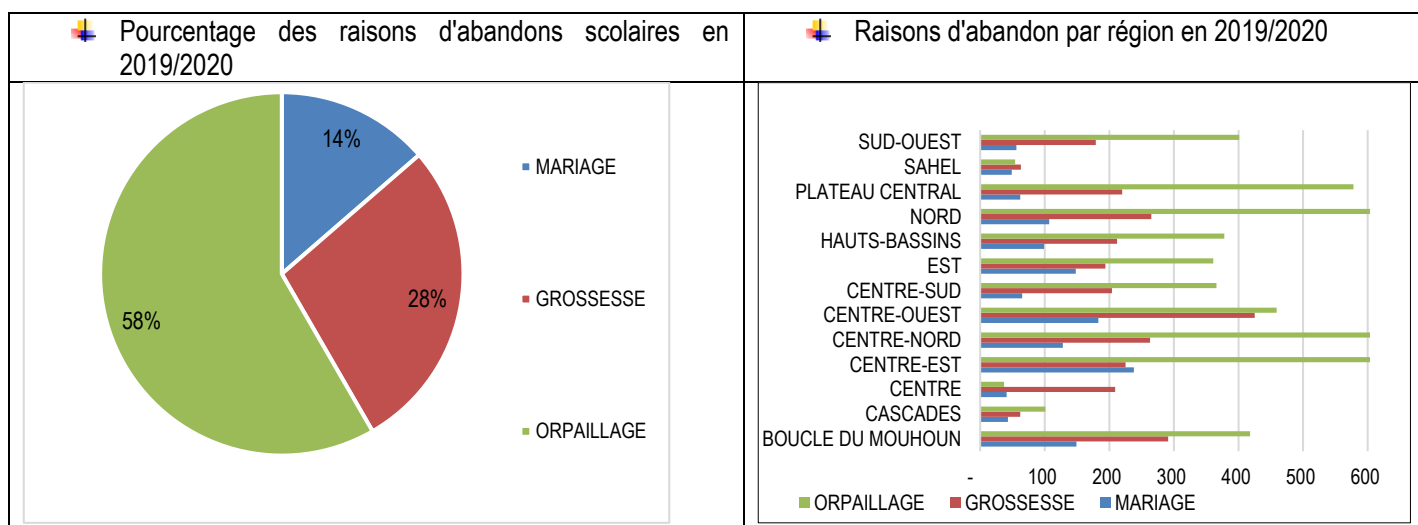 Pourcentage des raisons d'abandons scolaires en
2019/2020
14%
28%
58%
MARIAGE
GROSSESSE
ORPAILLAGE
Raisons d'abandon par région en 2019/2020
SUD-OUEST
SAHEL
PLATEAU CENTRAL
NORD
HAUTS-BASSINS
EST
CENTRE-SUD
CENTRE-OUEST
CENTRE-NORD
CENTRE-EST
CENTRE
CASCADES
BOUCLE DU MOUHOUN
- 100 200 300 400 500 600
ORPAILLAGE GROSSESSE MARIAGE